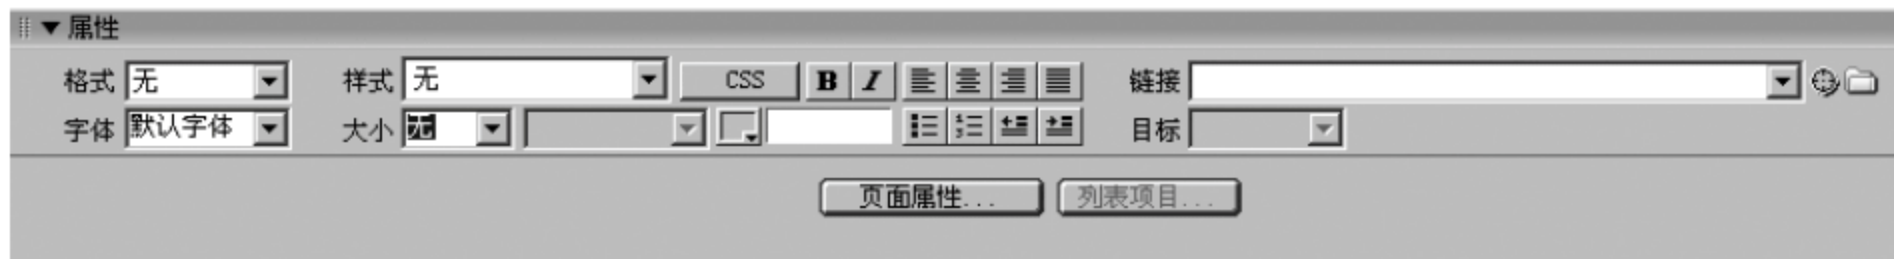 属性
格式 无 样式 无 CSS B I 链接
字体 默认字体 大小 无 目标
页面属性... 列表项目...